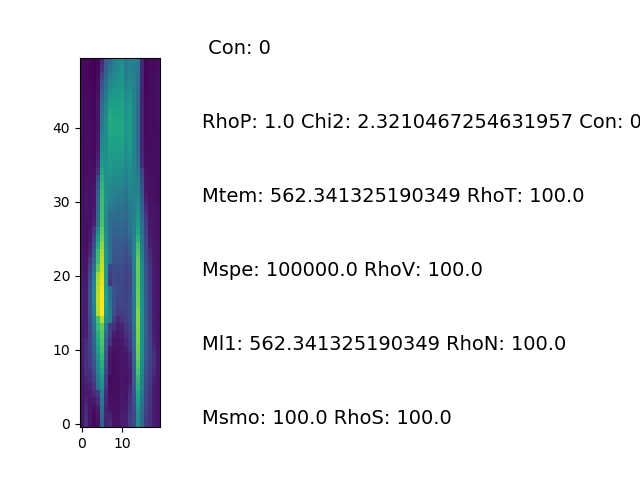 Con: 0
RhoP: 1.0 Chi2: 2.3210467254631957 Con: 0
Mtem: 562.341325190349 RhoT: 100.0
Mspe: 100000.0 RhoV: 100.0
Ml1: 562.341325190349 RhoN: 100.0
Msmo: 100.0 RhoS: 100.0
40
30
20
10
0
0 10